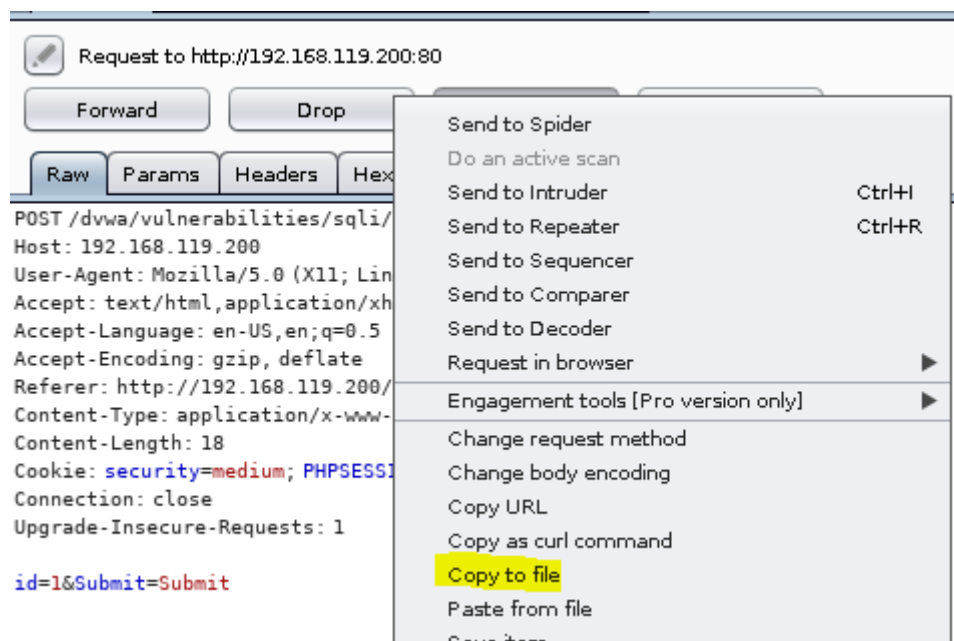 Request to http://192.168.119.200:80
Forward Drop
Raw Params Headers Hex
POST /dvwa/vulnerabilities/sqli/
Host: 192.168.119.200
User-Agent: Mozilla/5.0 (X11; Lin
Accept: text/html,application/xh
Accept-Language: en-US,en;q=0.5
Accept-Encoding: gzip, deflate
Referer: http://192.168.119.200/
Content-Type: application/x-www-
Content-Length: 18
Cookie: security=medium; PHPSESSI
Connection: close
Upgrade-Insecure-Requests: 1
id=1&Submit=Submit
Send to Spider
Do an active scan
Send to Intruder Ctrl+I
Send to Repeater Ctrl+R
Send to Sequencer
Send to Comparer
Send to Decoder
Request in browser
Engagement tools [Pro version only]
Change request method
Change body encoding
Copy URL
Copy as curl command
Copy to file
Paste from file